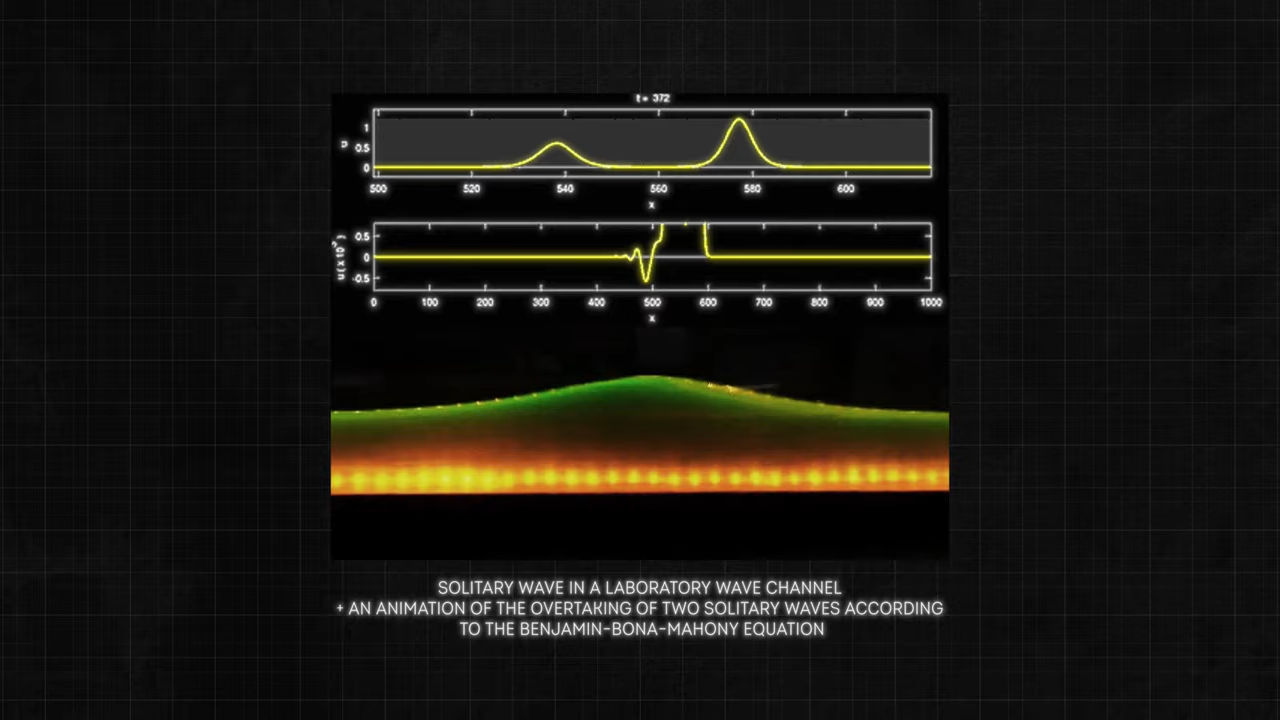 t = 372
u
1
0.5
0
500 520 540 560 580 600
x
u(x10⁻³)
0.5
0
-0.5
0 100 200 300 400 500 600 700 800 900 1000
x
SOLITARY WAVE IN A LABORATORY WAVE CHANNEL
+ AN ANIMATION OF THE OVERTAKING OF TWO SOLITARY WAVES ACCORDING
TO THE BENJAMIN-BONA-MAHONY EQUATION